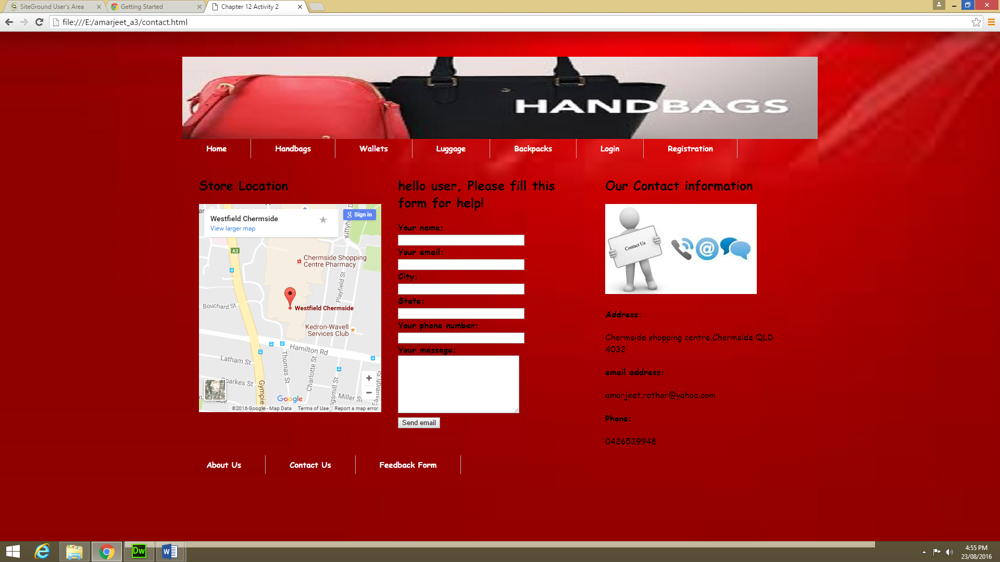 SiteGround User's Area
Getting Started
Chapter 12 Activity 2
file:///E:/amarjeet_a3/contact.html
HANDBAGS
Home
Handbags
Wallets
Luggage
Backpacks
Login
Registration
Store Location
Westfield Chermside
View larger map
Sign in
A3
Chermside Shopping
Centre Pharmacy
Playfield St
Bouchard St
Westfield Chermside
Kedron-Wavell
Services Club
Hamilton Rd
Latham St
Thomas St
Charlotte St
Sparkes St
Gympie
Miller St
Google
©2016 Google - Map Data
Terms of Use
Report a map error
hello user, Please fill this
form for help!
Your name:
Your email:
City:
State:
Your phone number:
Your message:
Send email
Our Contact information
Contact Us
Address:
Chermside shopping centre,Chermside QLD
4032
email address:
amarjeet.rathor@yahoo.com
Phone:
0426539948
About Us
Contact Us
Feedback Form
Dw
4:55 PM
23/08/2016